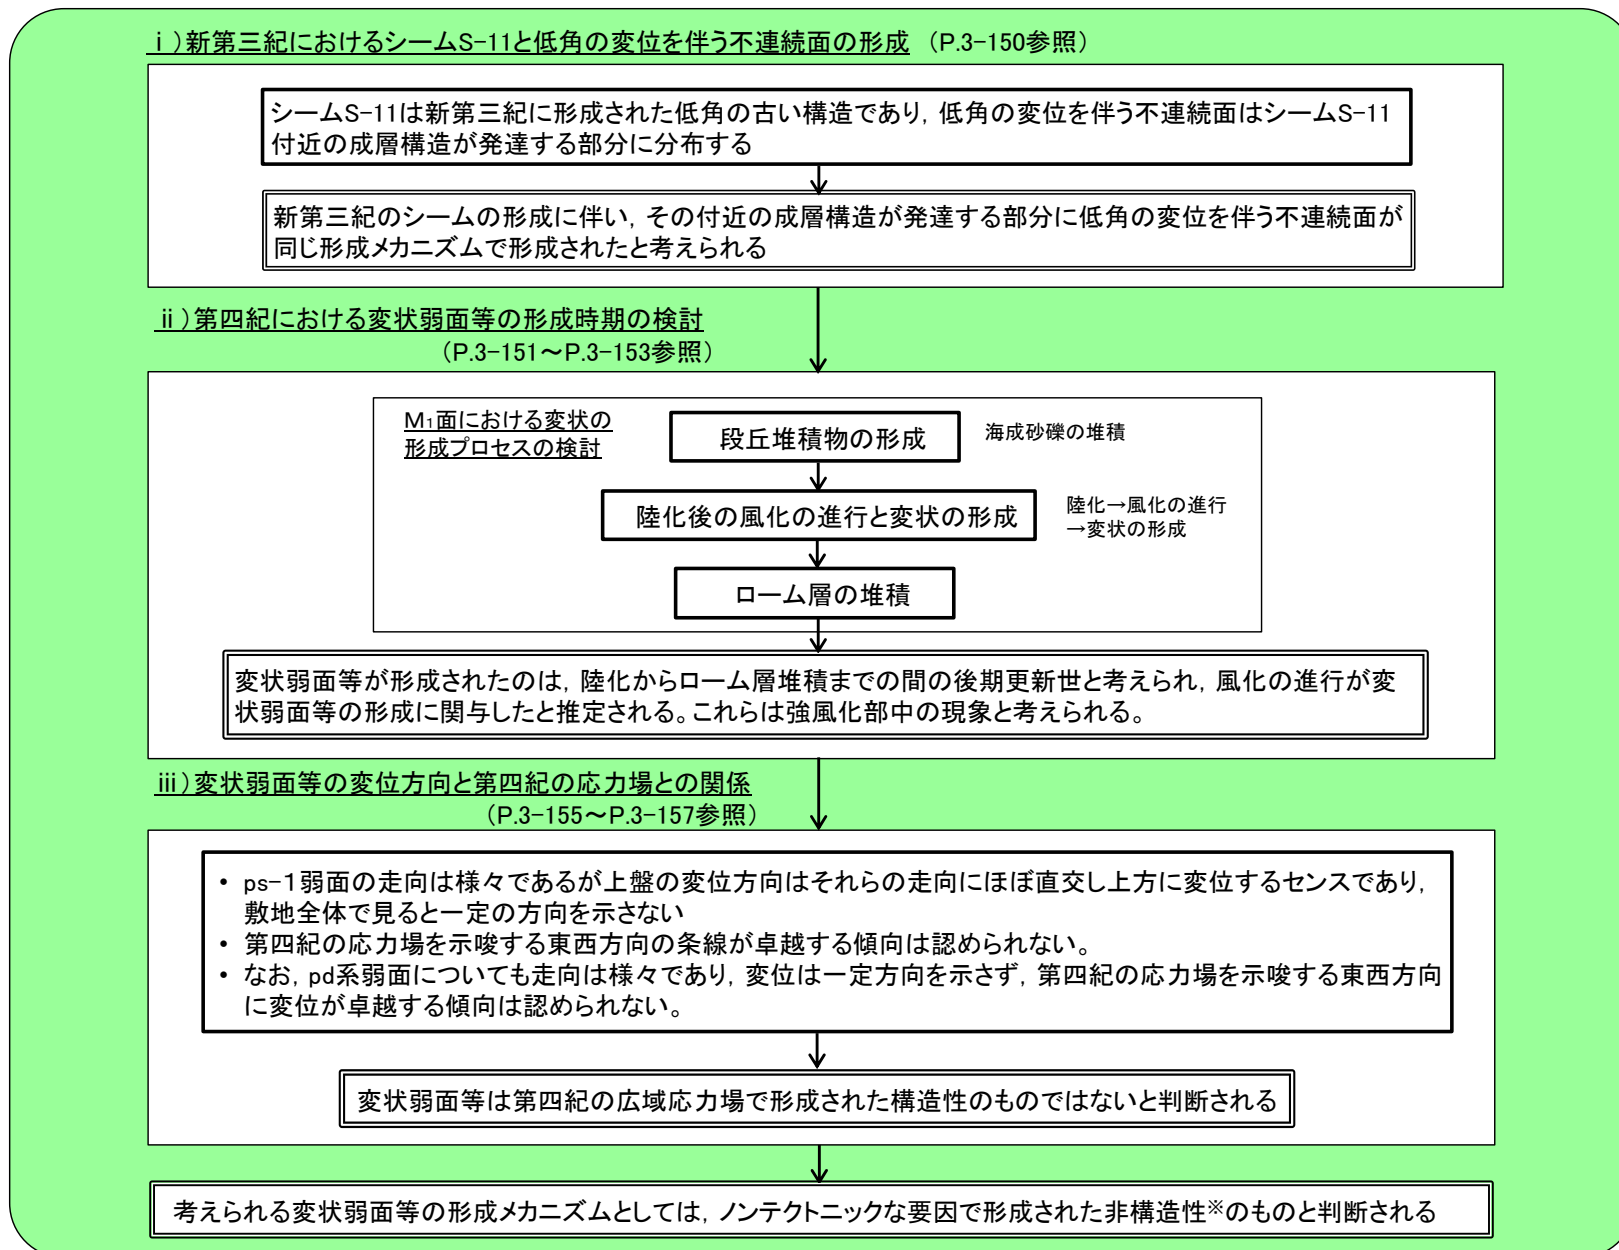 ⅰ)新第三紀におけるシームS-11と低角の変位を伴う不連続面の形成 (P.3-150参照)
シームS-11は新第三紀に形成された低角の古い構造であり,低角の変位を伴う不連続面はシームS-11
付近の成層構造が発達する部分に分布する
新第三紀のシームの形成に伴い,その付近の成層構造が発達する部分に低角の変位を伴う不連続面が
同じ形成メカニズムで形成されたと考えられる
ⅱ)第四紀における変状弱面等の形成時期の検討
(P.3-151~P.3-153参照)
M₁面における変状の
形成プロセスの検討
段丘堆積物の形成
海成砂礫の堆積
陸化後の風化の進行と変状の形成
陸化→風化の進行
→変状の形成
ローム層の堆積
変状弱面等が形成されたのは,陸化からローム層堆積までの間の後期更新世と考えられ,風化の進行が変
状弱面等の形成に関与したと推定される。これらは強風化部中の現象と考えられる。
ⅲ)変状弱面等の変位方向と第四紀の応力場との関係
(P.3-155~P.3-157参照)
• ps-1弱面の走向は様々であるが上盤の変位方向はそれらの走向にほぼ直交し上方に変位するセンスであり,
敷地全体で見ると一定の方向を示さない
• 第四紀の応力場を示唆する東西方向の条線が卓越する傾向は認められない。
• なお,pd系弱面についても走向は様々であり,変位は一定方向を示さず,第四紀の応力場を示唆する東西方向
に変位が卓越する傾向は認められない。
変状弱面等は第四紀の広域応力場で形成された構造性のものではないと判断される
考えられる変状弱面等の形成メカニズムとしては,ノンテクトニックな要因で形成された非構造性※のものと判断される